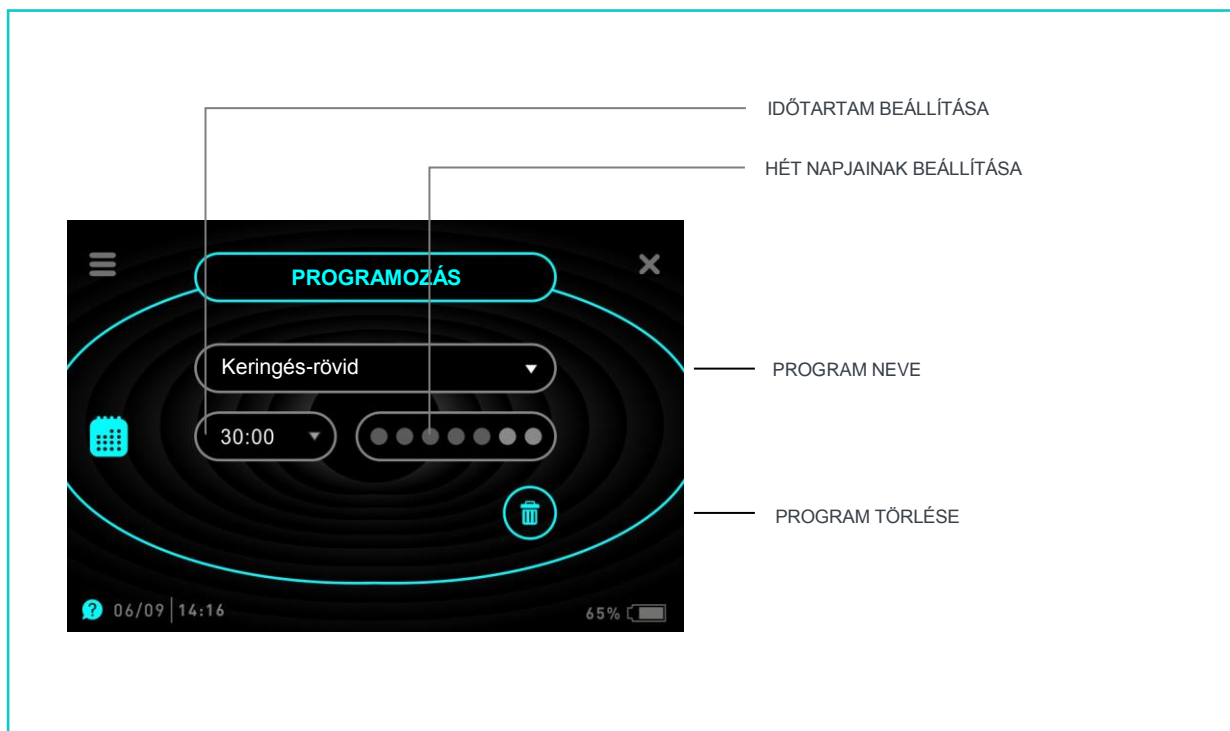 IDŐTARTAM BEÁLLÍTÁSA
HÉT NAPJAINAK BEÁLLÍTÁSA
PROGRAMOZÁS
Keringés-rövid
PROGRAM NEVE
30:00
PROGRAM TÖRLÉSE
? 06/09 14:16
65%